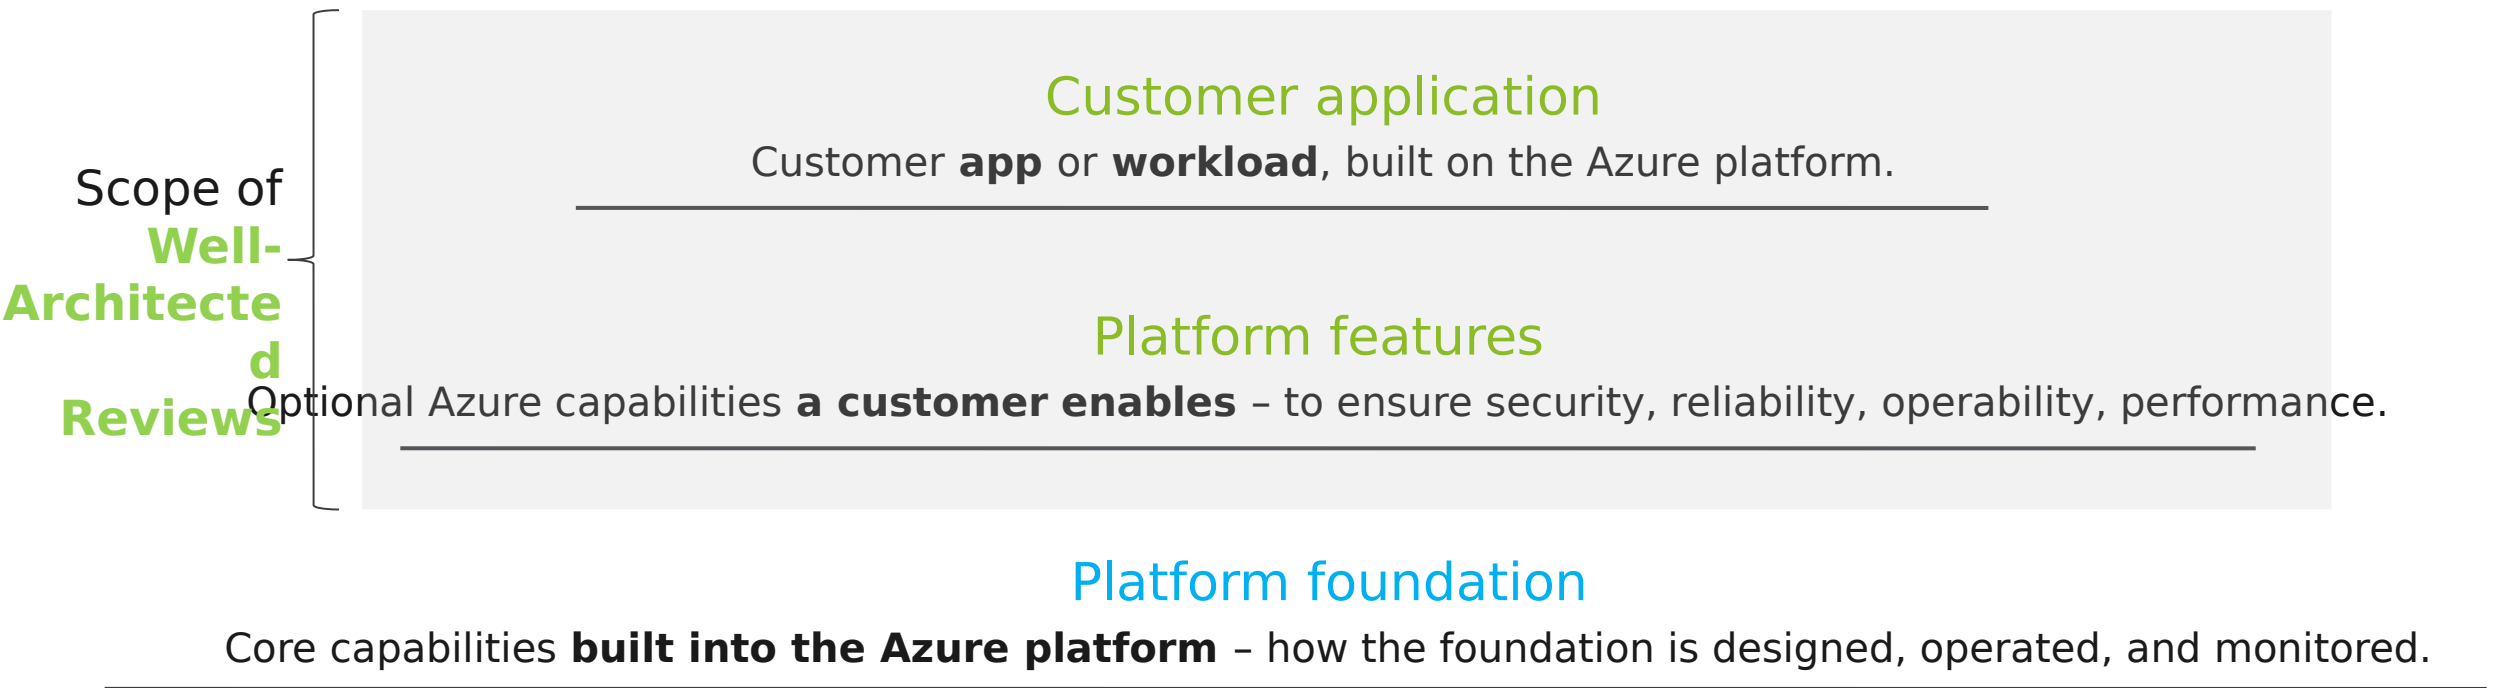 Customer application
Customer app or workload, built on the Azure platform.
Scope of
Well-
Architecte
d
Reviews
Platform features
Optional Azure capabilities a customer enables – to ensure security, reliability, operability, performance.
Platform foundation
Core capabilities built into the Azure platform – how the foundation is designed, operated, and monitored.